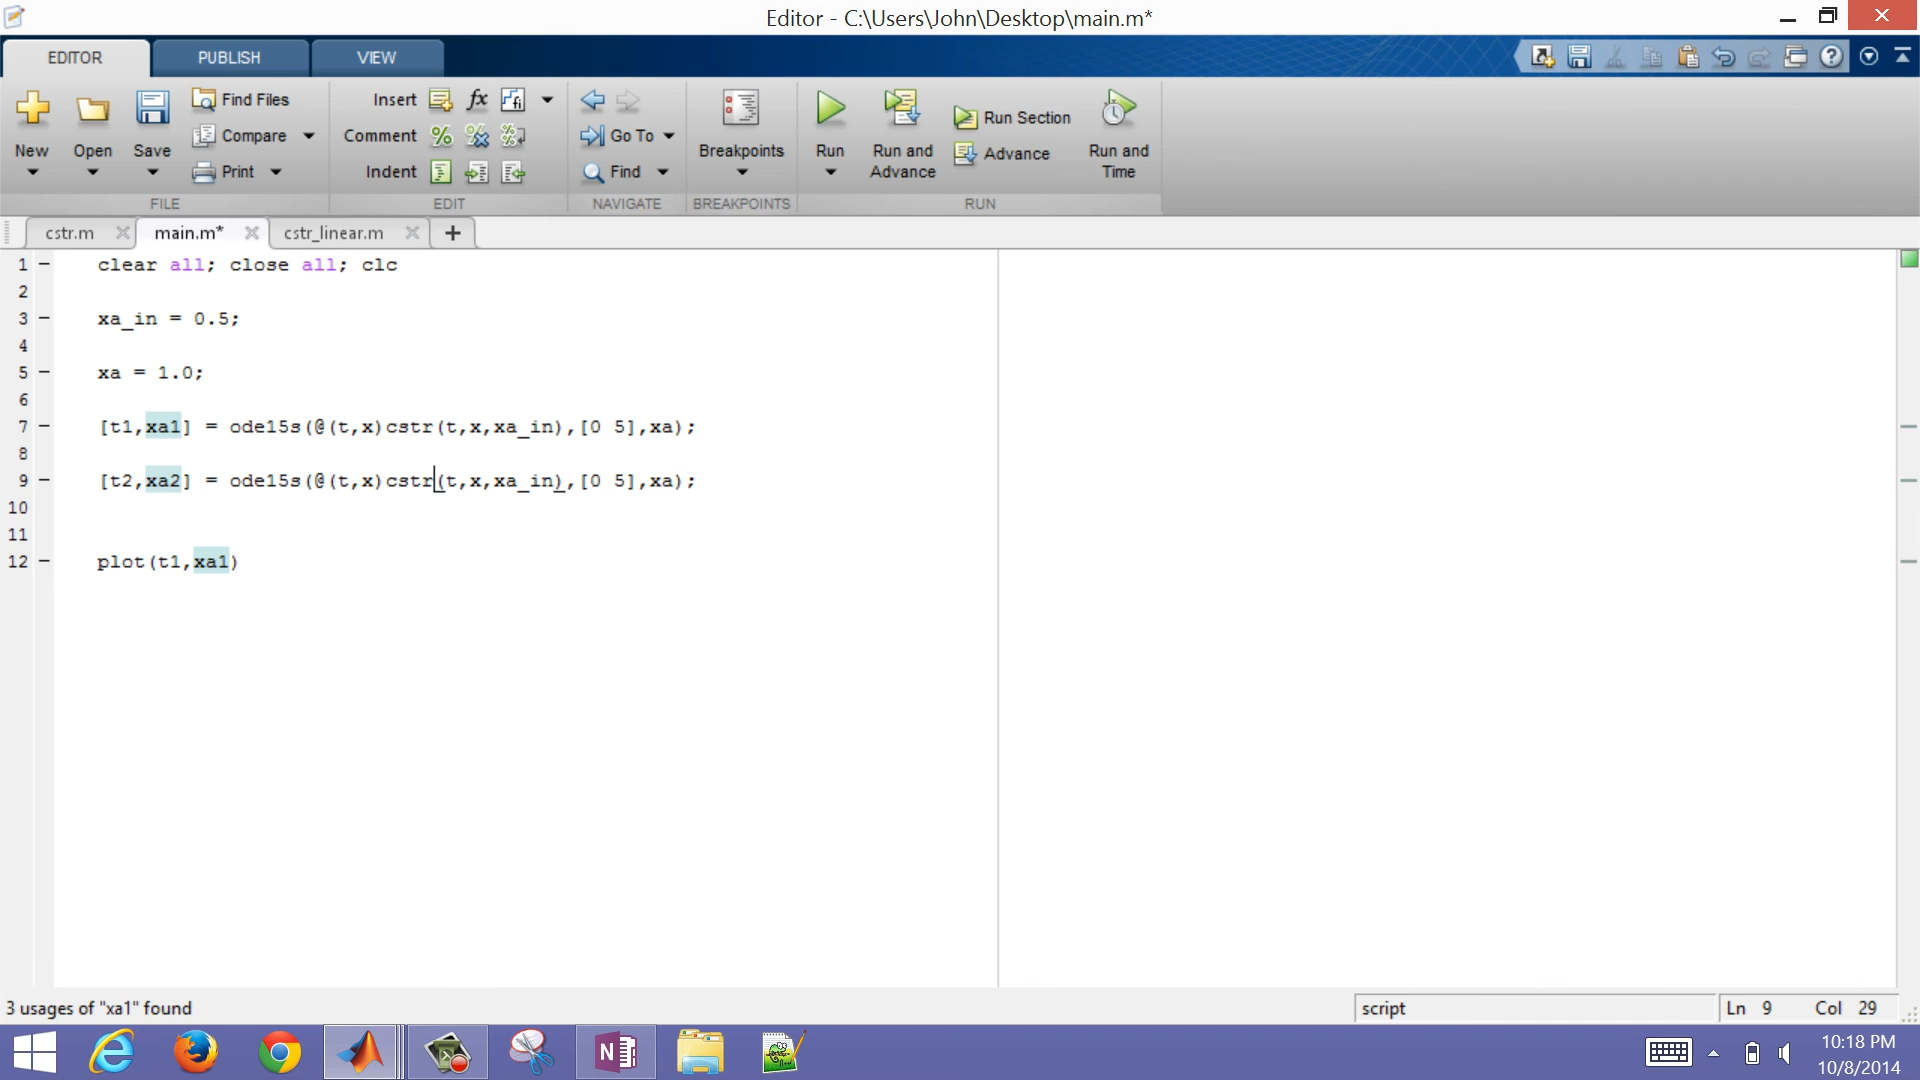 Editor - C:\Users\John\Desktop\main.m*
EDITOR PUBLISH VIEW
New Open Save
Find Files
Compare
Print
FILE
Insert fx
Comment
Indent
EDIT
Go To
Find
NAVIGATE
Breakpoints
BREAKPOINTS
Run
Run and Advance
Run Section
Advance
Run and Time
RUN
cstr.m main.m* cstr_linear.m
1 clear all; close all; clc
2
3 xa_in = 0.5;
4
5 xa = 1.0;
6
7 [t1,xa1] = ode15s(@(t,x)cstr(t,x,xa_in),[0 5],xa);
8
9 [t2,xa2] = ode15s(@(t,x)cstr(t,x,xa_in),[0 5],xa);
10
11
12 plot(t1,xa1)
3 usages of "xa1" found
script
Ln 9 Col 29
10:18 PM
10/8/2014